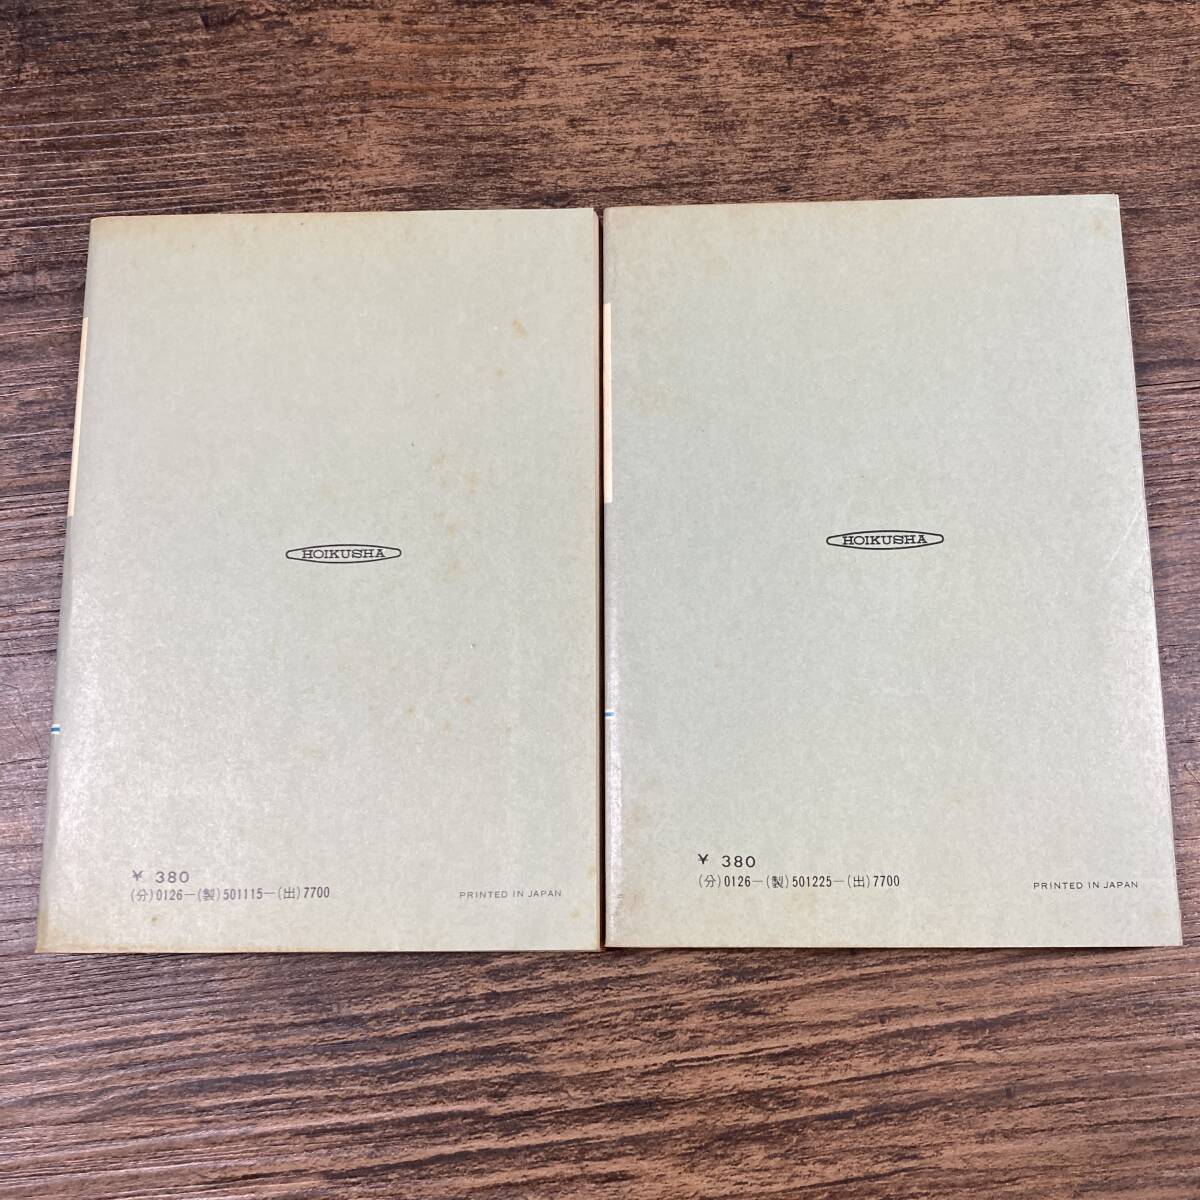 HOIKUSHA
¥ 380
(分)0126—(製)501115—(出)7700
PRINTED IN JAPAN
HOIKUSHA
¥ 380
(分)0126—(製)501225—(出)7700
PRINTED IN JAPAN